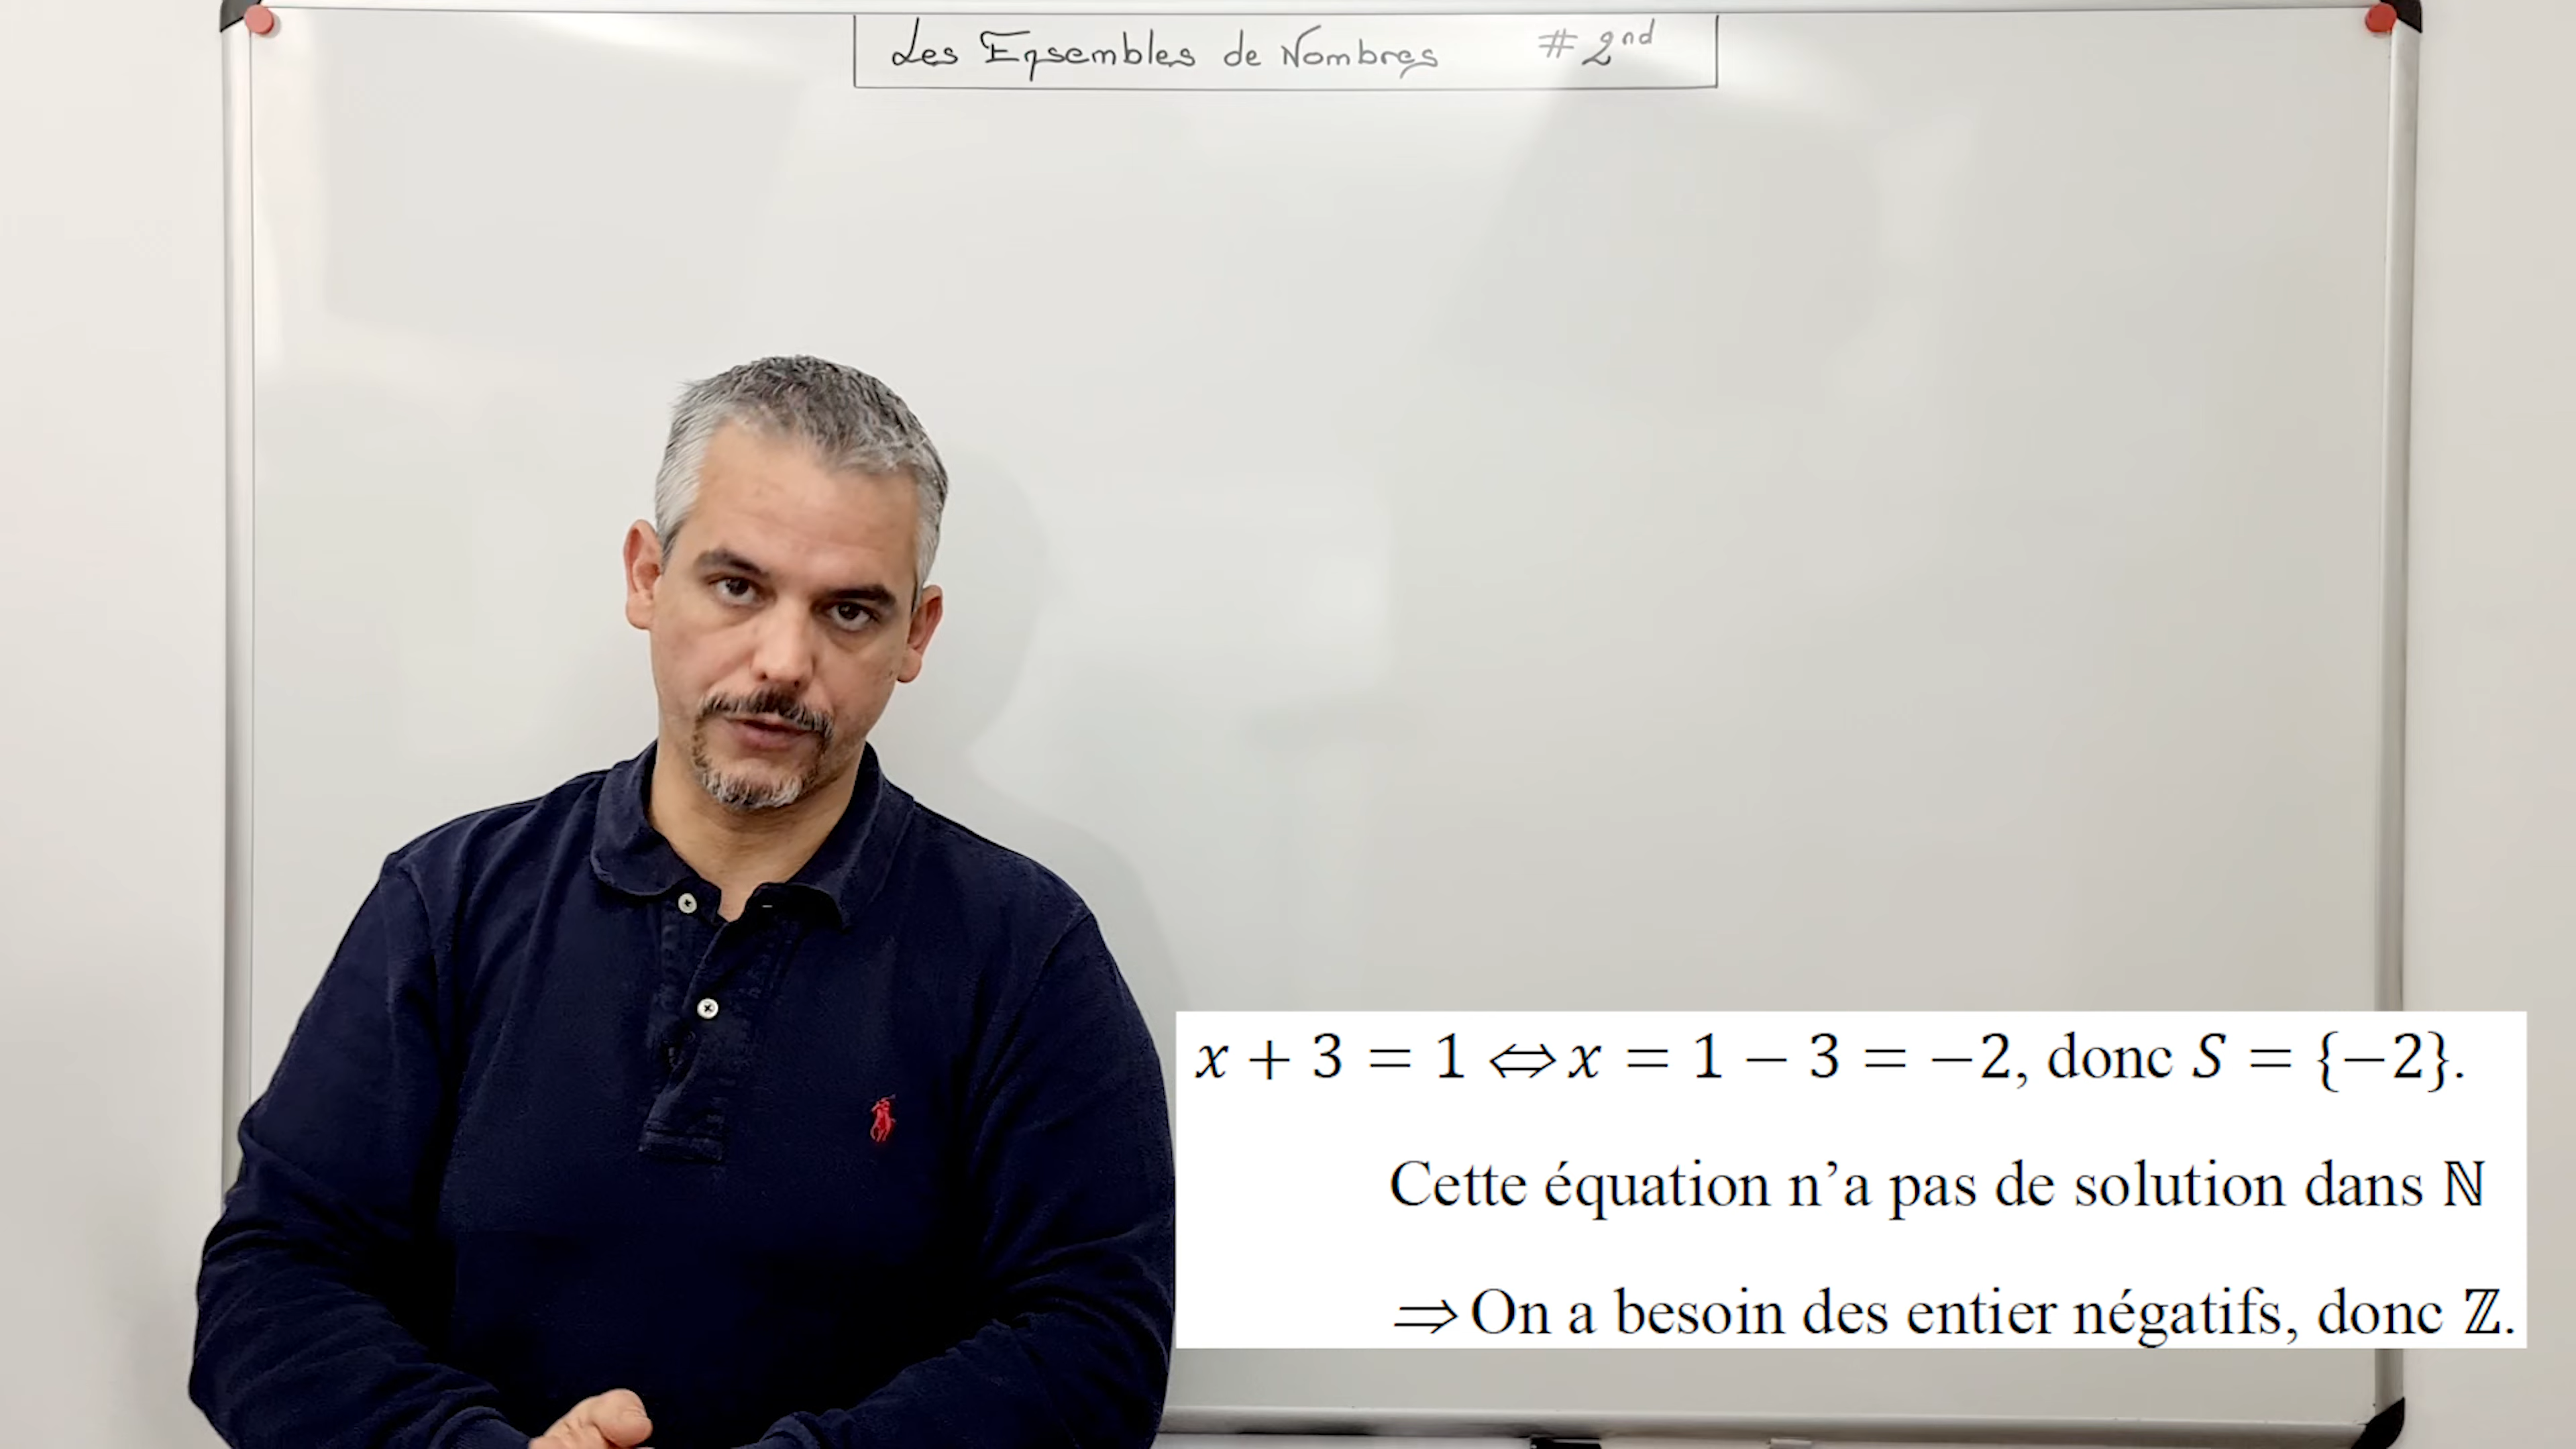 Les Ensembles de Nombres # 2nd
x + 3 = 1 ⇔ x = 1 − 3 = −2, donc S = {−2}.
Cette équation n’a pas de solution dans ℕ
⇒ On a besoin des entier négatifs, donc ℤ.